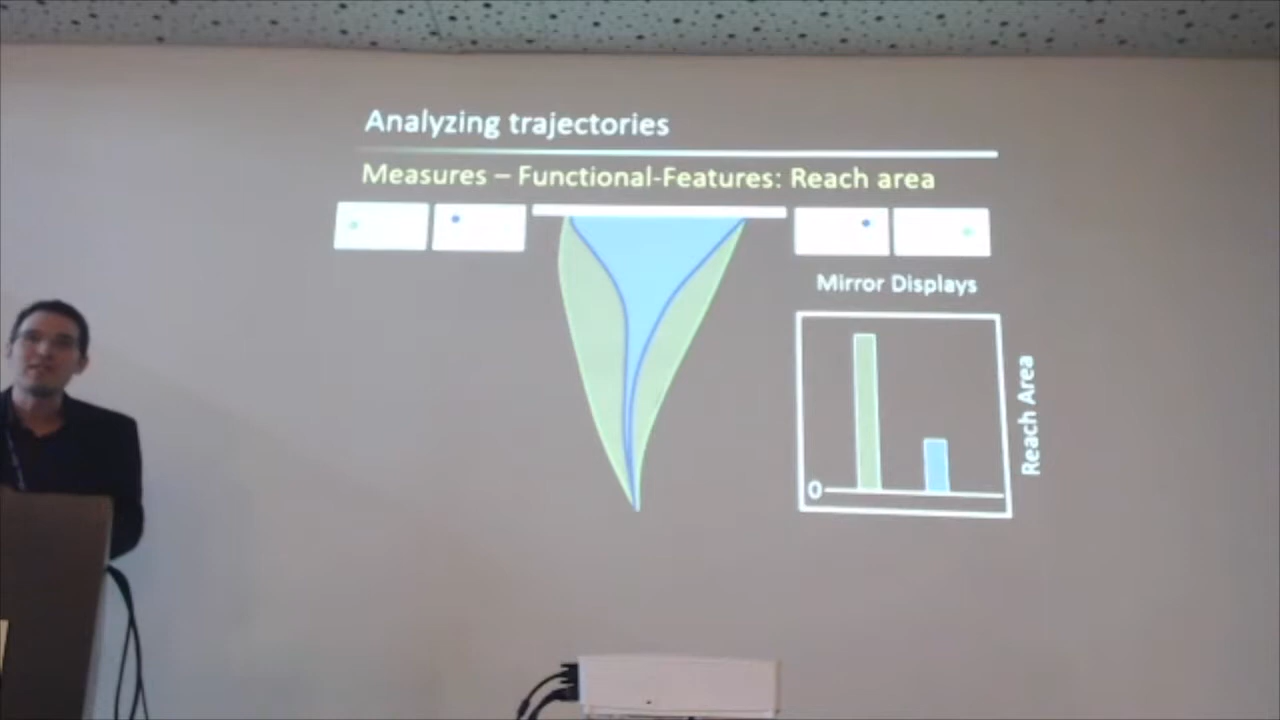 Analyzing trajectories
Measures – Functional-Features: Reach area
Mirror Displays
Reach Area
0